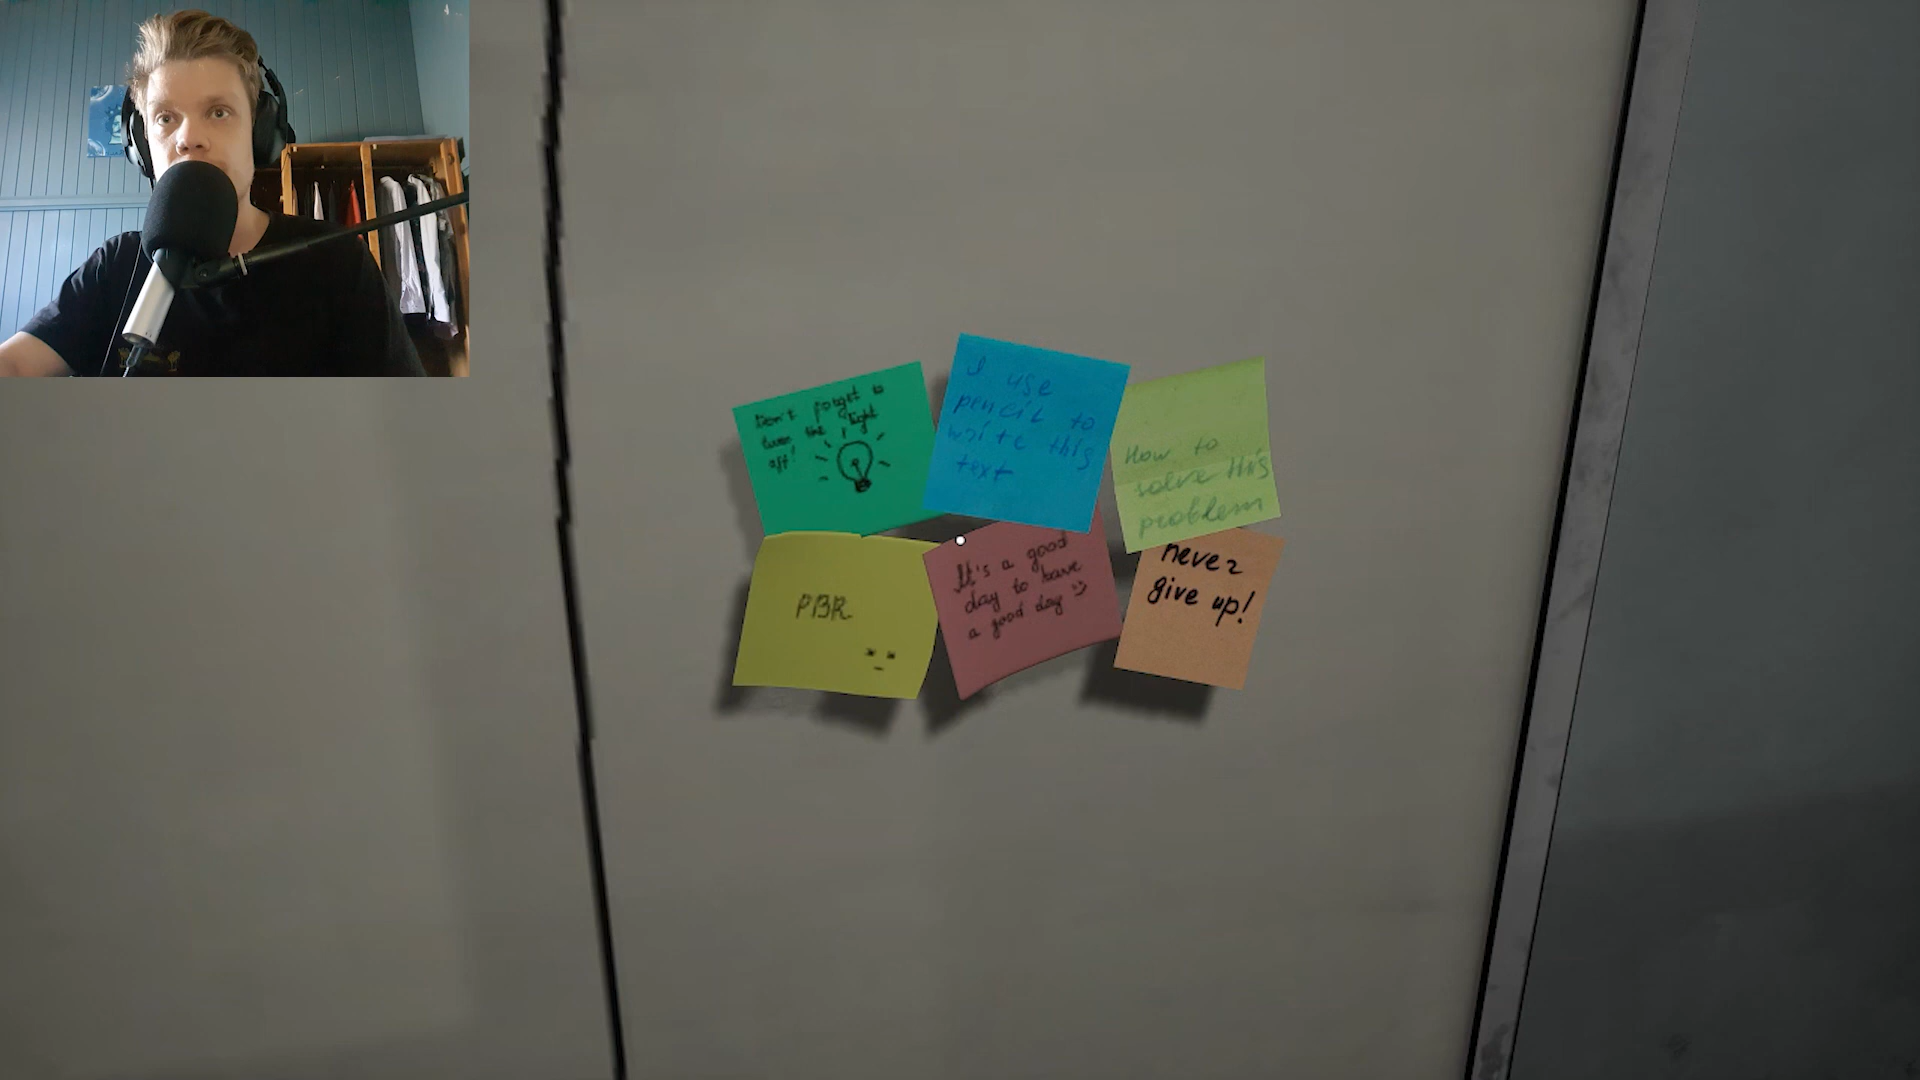 Don't forget to
turn the light
off!
I use
pencil to
write this
text
How to
solve this
problem
PBR
It's a good
day to have
a good day
never
give up!